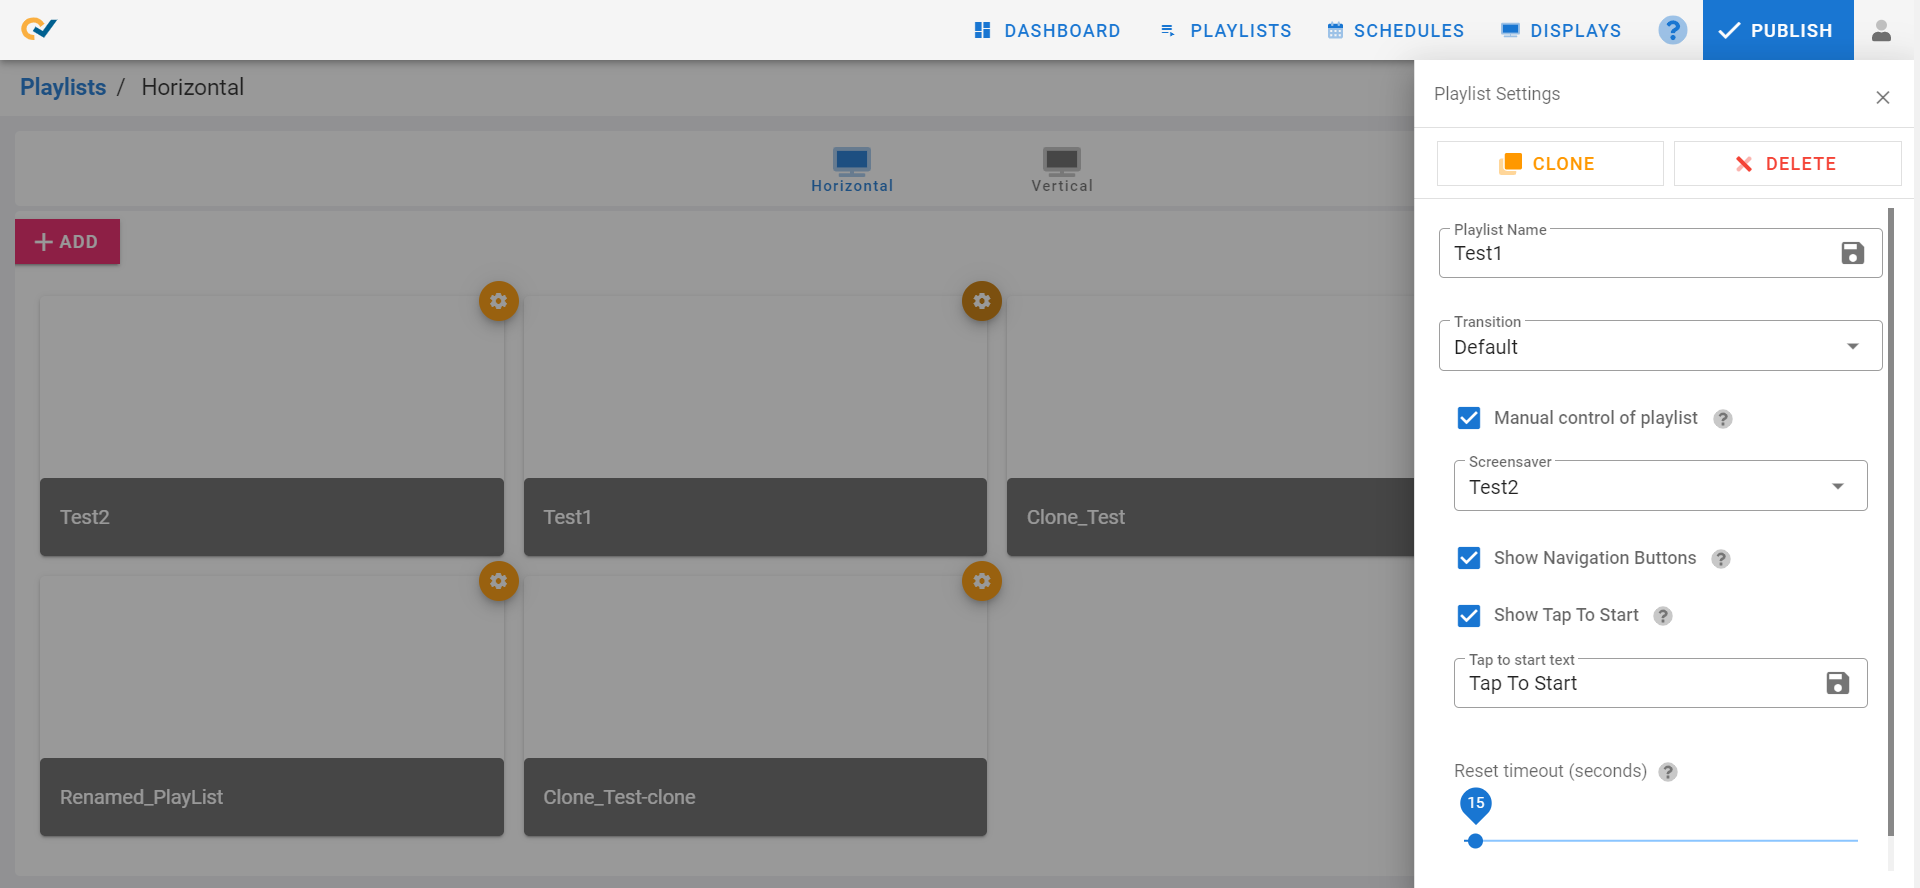 DASHBOARD PLAYLISTS SCHEDULES DISPLAYS ? PUBLISH
Playlists / Horizontal
Horizontal Vertical
ADD
Test2 Test1 Clone_Test
Renamed_PlayList Clone_Test-clone
Playlist Settings
CLONE DELETE
Playlist Name
Test1
Transition
Default
Manual control of playlist ?
Screensaver
Test2
Show Navigation Buttons ?
Show Tap To Start ?
Tap to start text
Tap To Start
Reset timeout (seconds) ?
15